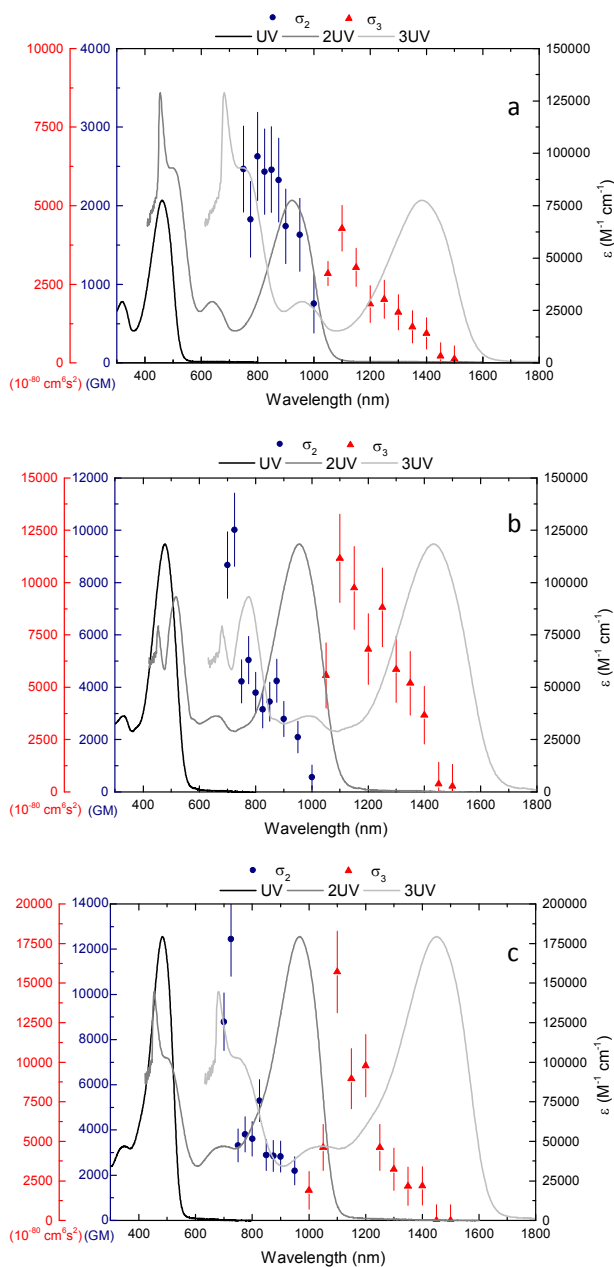 σ2 σ3
UV 2UV 3UV
10000 4000 150000
a
125000
7500 3000
100000
5000 2000 75000
50000
2500 1000
25000
0 0 0
400 600 800 1000 1200 1400 1600 1800
(10-80 cm6s2) (GM)
Wavelength (nm)
ε (M-1 cm-1)
σ2 σ3
UV 2UV 3UV
15000 12000 150000
b
12500 10000 125000
10000 8000 100000
7500 6000 75000
5000 4000 50000
2500 2000 25000
0 0 0
400 600 800 1000 1200 1400 1600 1800
(10-80 cm6s2) (GM)
Wavelength (nm)
ε (M-1 cm-1)
σ2 σ3
UV 2UV 3UV
20000 14000 200000
c
17500 12000 175000
15000 10000 150000
12500 8000 125000
10000 100000
7500 6000 75000
5000 4000 50000
2500 2000 25000
0 0 0
400 600 800 1000 1200 1400 1600 1800
(10-80 cm6s2) (GM)
Wavelength (nm)
ε (M-1 cm-1)